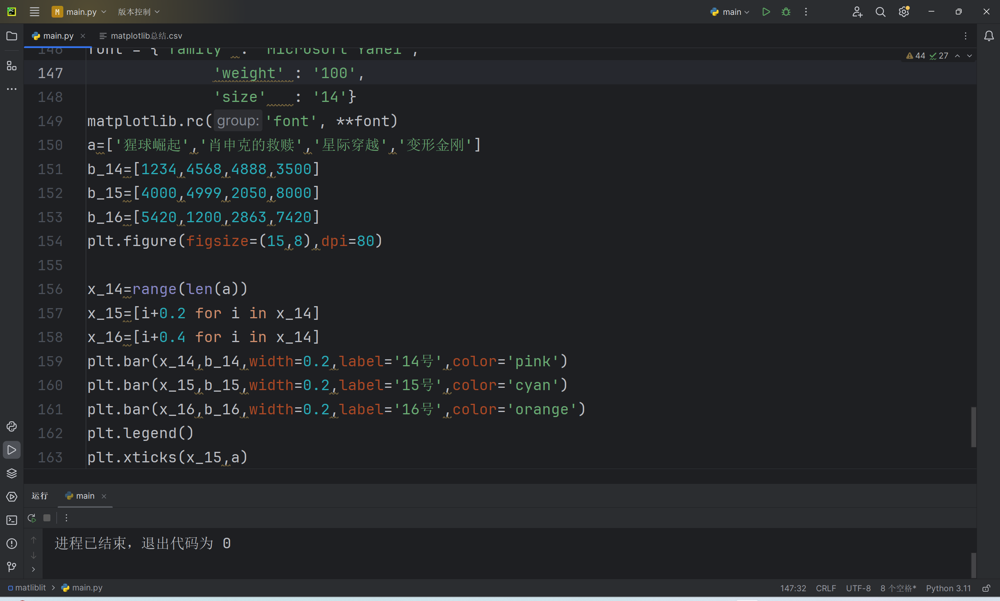 PC
M main.py 版本控制 main
main.py matplotlib总结.csv
44 27
146 font = {'family' : 'Microsoft YaHei',
147 'weight' : '100',
148 'size' : '14'}
149 matplotlib.rc( group: 'font', **font)
150 a=['猩球崛起','肖申克的救赎','星际穿越','变形金刚']
151 b_14=[1234,4568,4888,3500]
152 b_15=[4000,4999,2050,8000]
153 b_16=[5420,1200,2863,7420]
154 plt.figure(figsize=(15,8),dpi=80)
155
156 x_14=range(len(a))
157 x_15=[i+0.2 for i in x_14]
158 x_16=[i+0.4 for i in x_14]
159 plt.bar(x_14,b_14,width=0.2,label='14号',color='pink')
160 plt.bar(x_15,b_15,width=0.2,label='15号',color='cyan')
161 plt.bar(x_16,b_16,width=0.2,label='16号',color='orange')
162 plt.legend()
163 plt.xticks(x_15,a)
运行 main
进程已结束，退出代码为 0
matliblit > main.py 147:32 CRLF UTF-8 8 个空格* Python 3.11